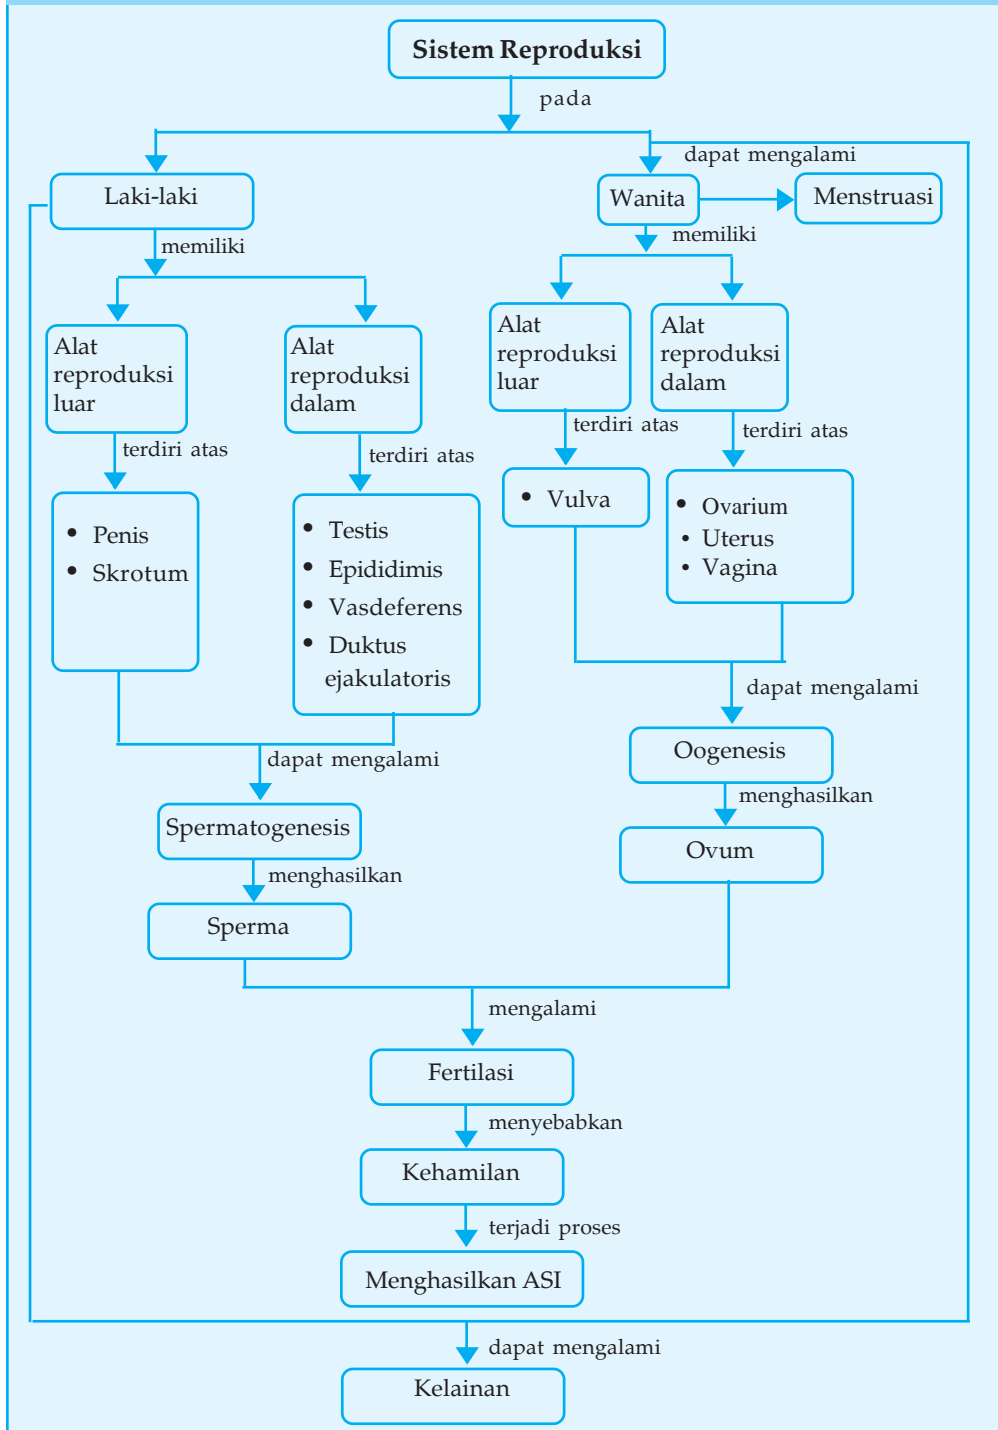 Sistem Reproduksi
pada
dapat mengalami
Laki-laki
Wanita
Menstruasi
memiliki
memiliki
Alat
reproduksi
luar
Alat
reproduksi
dalam
Alat
reproduksi
luar
Alat
reproduksi
dalam
terdiri atas
terdiri atas
terdiri atas
terdiri atas
• Penis
• Skrotum
• Testis
• Epididimis
• Vasdeferens
• Duktus
ejakulatoris
• Vulva
• Ovarium
• Uterus
• Vagina
dapat mengalami
dapat mengalami
Spermatogenesis
menghasilkan
Sperma
Oogenesis
menghasilkan
Ovum
mengalami
Fertilasi
menyebabkan
Kehamilan
terjadi proses
Menghasilkan ASI
dapat mengalami
Kelainan